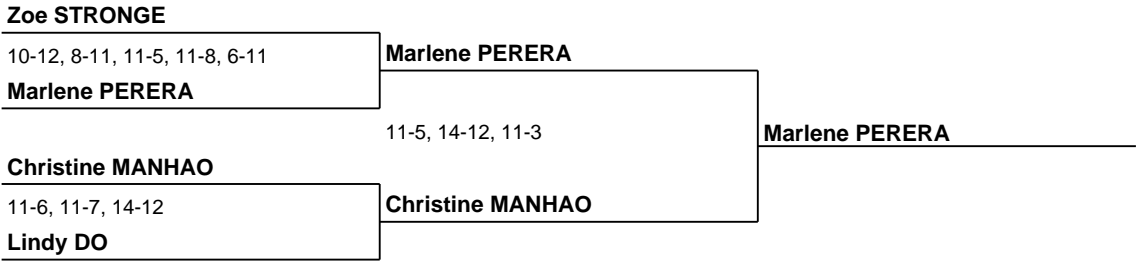 Zoe STRONGE
10-12, 8-11, 11-5, 11-8, 6-11
Marlene PERERA
Marlene PERERA
11-5, 14-12, 11-3
Marlene PERERA
Christine MANHAO
11-6, 11-7, 14-12
Christine MANHAO
Lindy DO